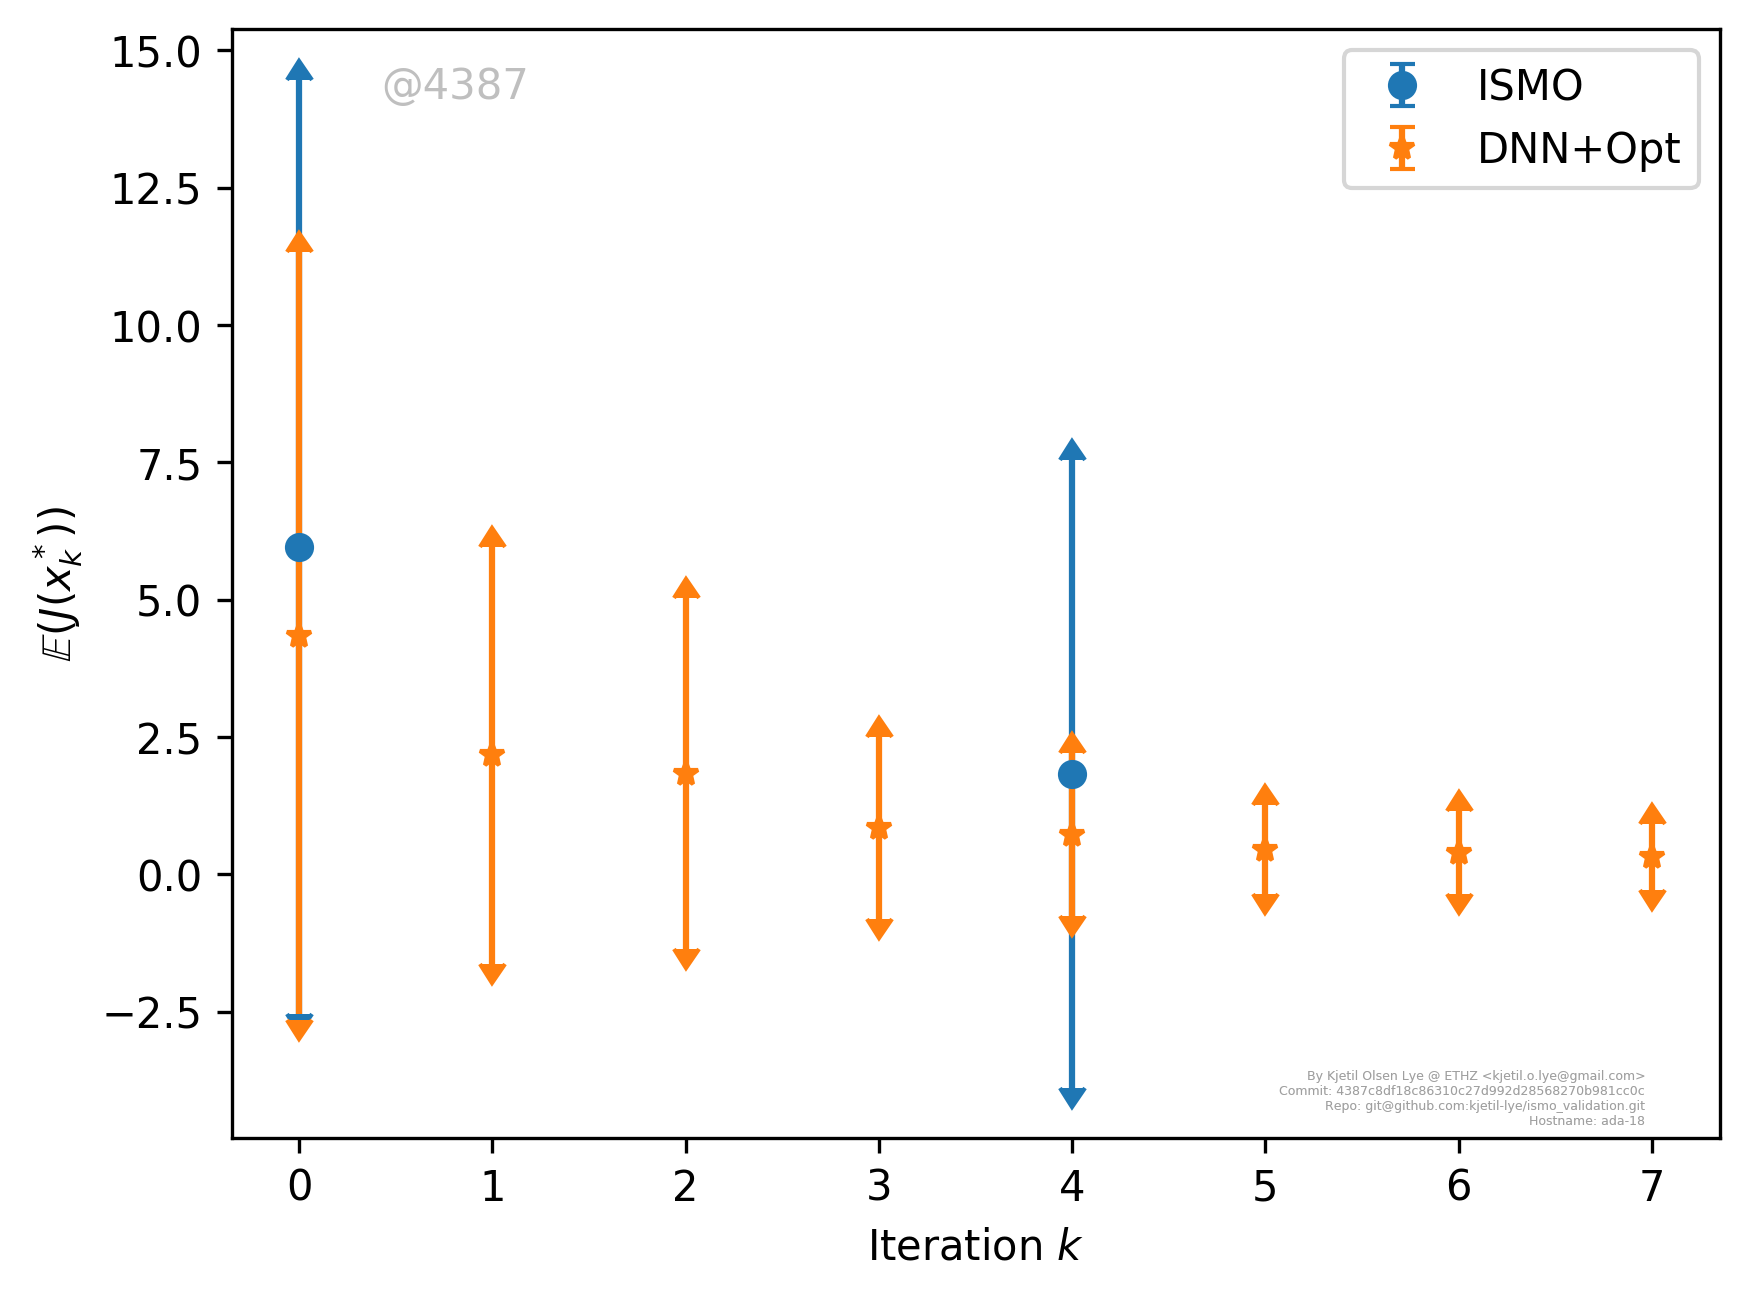 15.0
@4387
ISMO
DNN+Opt
12.5
10.0
7.5
5.0
2.5
0.0
−2.5
𝔼(J(x_k^*))
By Kjetil Olsen Lye @ ETHZ <kjetil.o.lye@gmail.com>
Commit: 4387c8df18c86310c27d992d28568270b981cc0c
Repo: git@github.com:kjetil-lye/ismo_validation.git
Hostname: ada-18
0 1 2 3 4 5 6 7
Iteration k